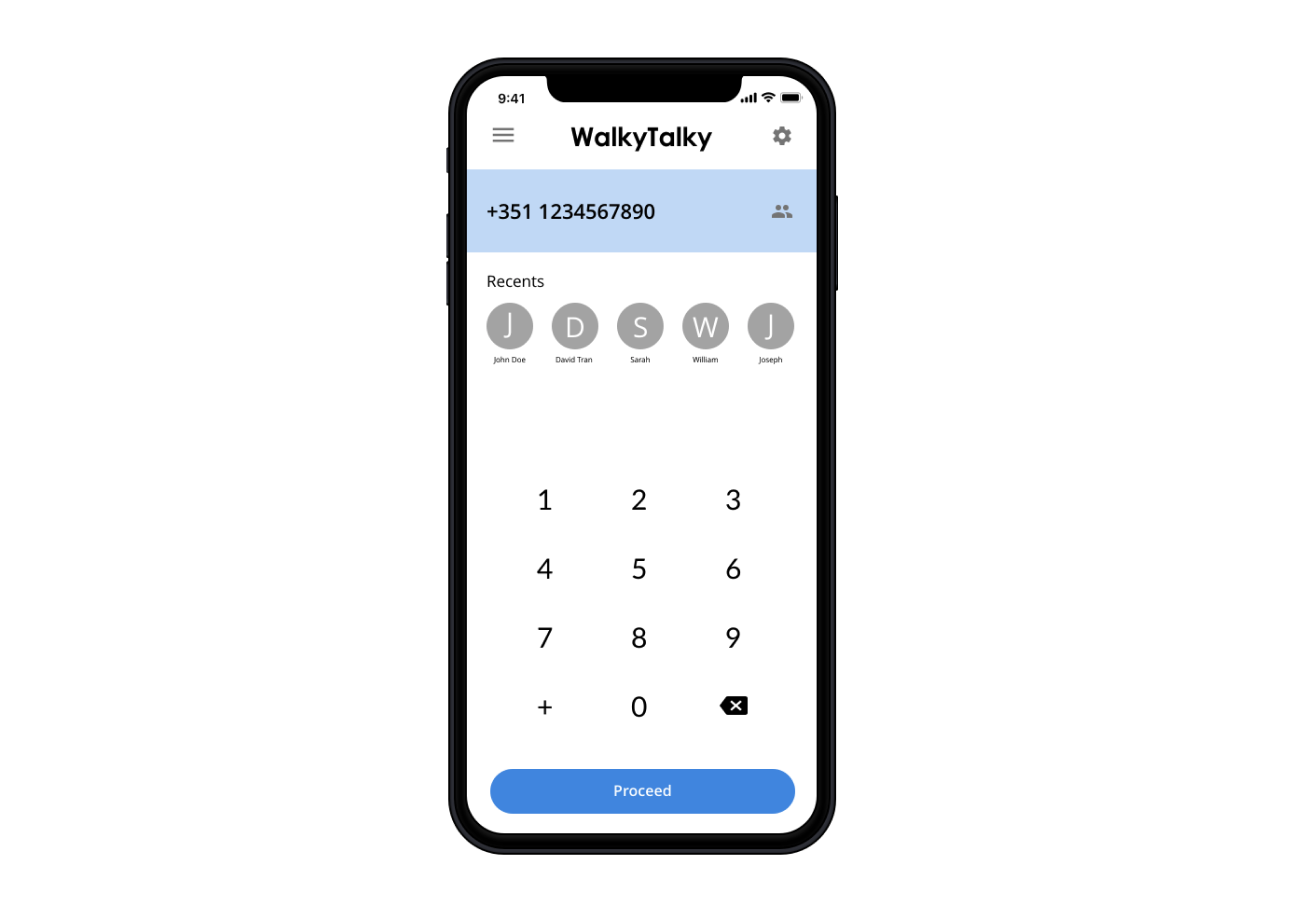 9:41
WalkyTalky
+351 1234567890
Recents
J D S W J
John Doe David Tran Sarah William Joseph
1 2 3
4 5 6
7 8 9
+ 0
Proceed